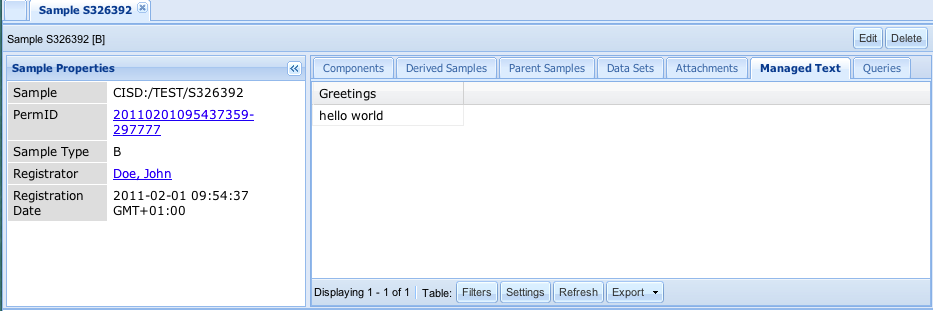 Sample S326392
Sample S326392 [B]
Edit
Delete
Sample Properties
Sample CISD:/TEST/S326392
PermID 20110201095437359-
297777
Sample Type B
Registrator Doe, John
Registration 2011-02-01 09:54:37
Date GMT+01:00
Components Derived Samples Parent Samples Data Sets Attachments Managed Text Queries
Greetings
hello world
Displaying 1 - 1 of 1 Table: Filters Settings Refresh Export